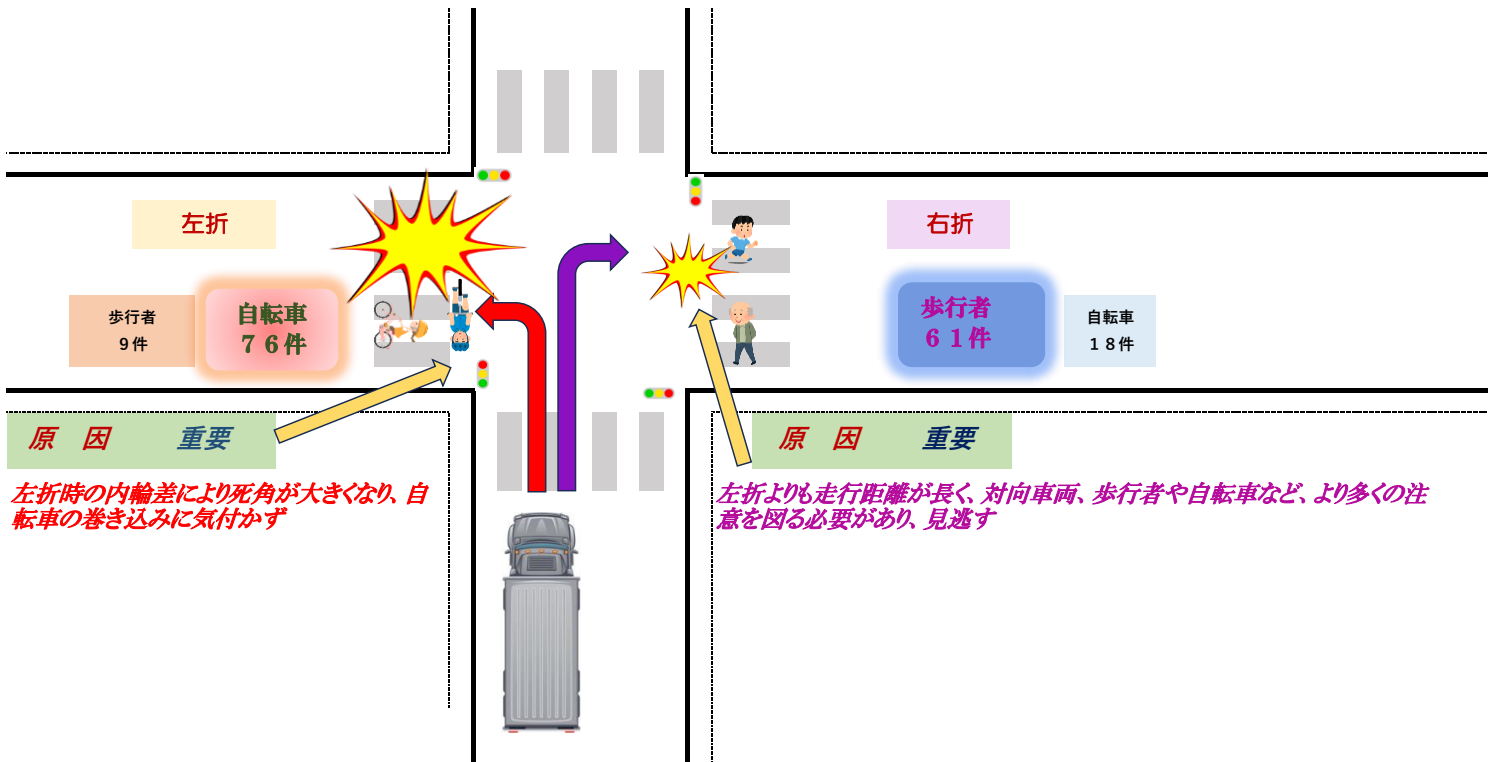 左折
右折
歩行者
9件
自転車
７６件
歩行者
６１件
自転車
１８件
原　因　　重要
左折時の内輪差により死角が大きくなり、自
転車の巻き込みに気付かず
原　因　　重要
左折よりも走行距離が長く、対向車両、歩行者や自転車など、より多くの注
意を図る必要があり、見逃す